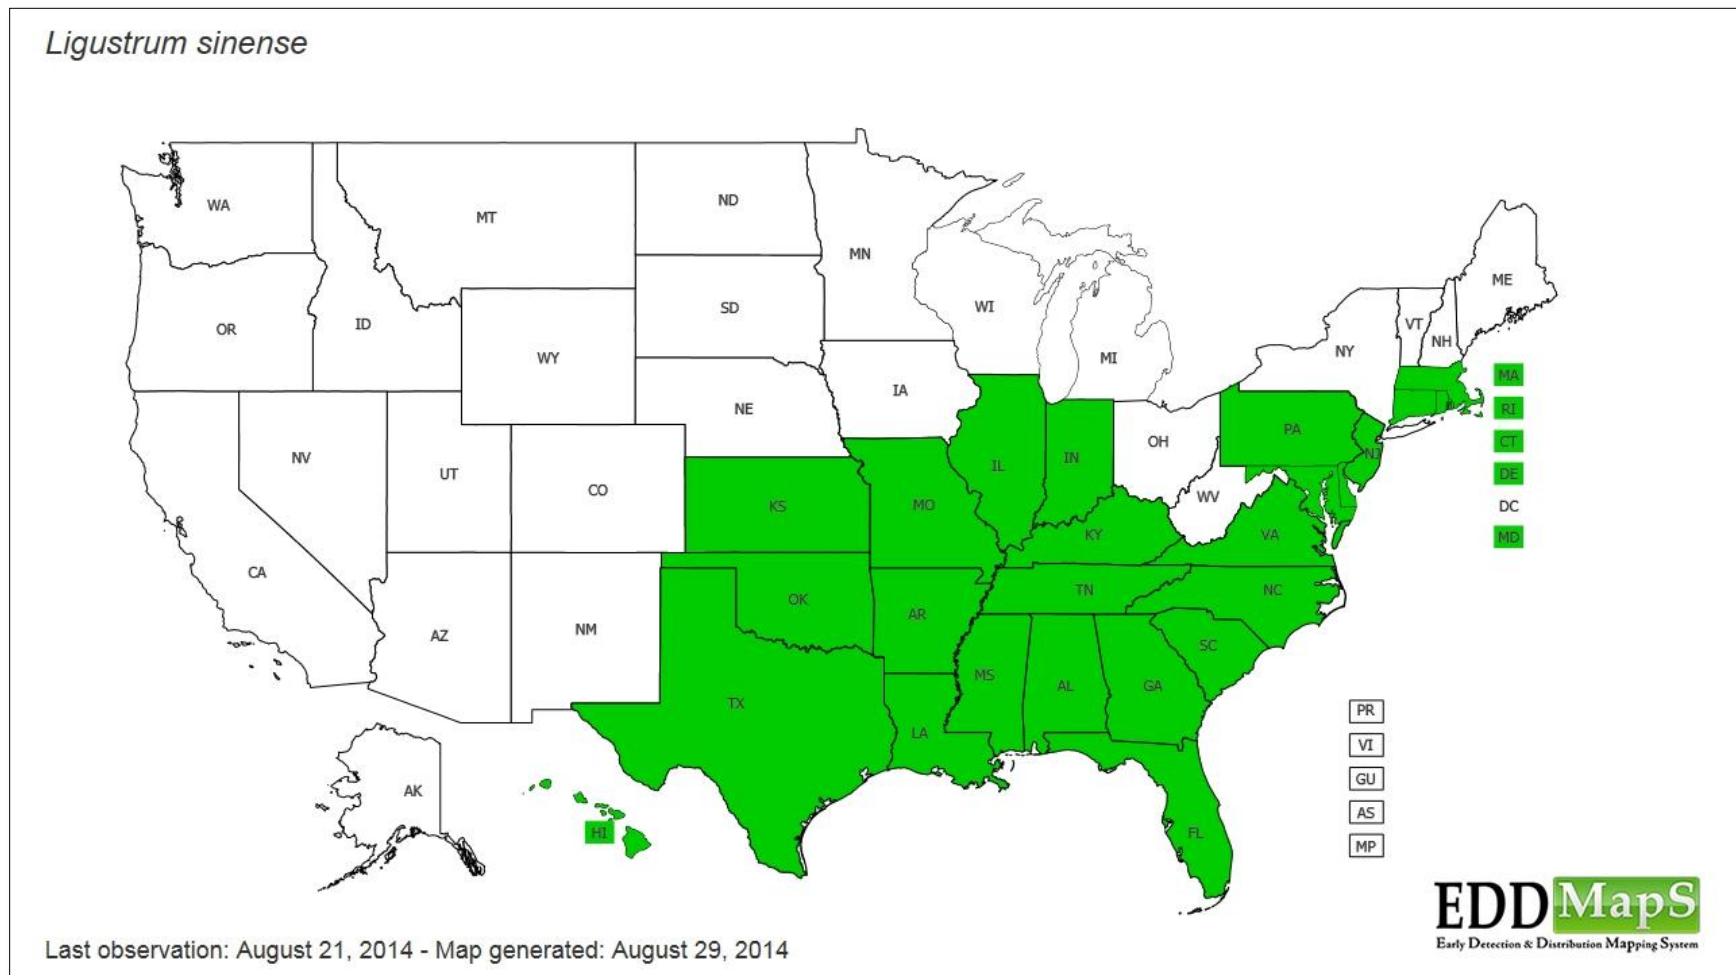 Ligustrum sinense
WA
MT
ND
MN
ME
OR
ID
SD
WI
VT
NH
NY
WY
MI
MA
IA
NE
RI
PA
OH
CT
NV
UT
CO
IL
IN
NJ
DE
KS
MO
WV
DC
KY
VA
MD
CA
OK
AR
TN
NC
AZ
NM
SC
MS
AL
GA
TX
LA
PR
VI
GU
AS
MP
AK
HI
FL
EDDMapS
Early Detection & Distribution Mapping System
Last observation: August 21, 2014 - Map generated: August 29, 2014